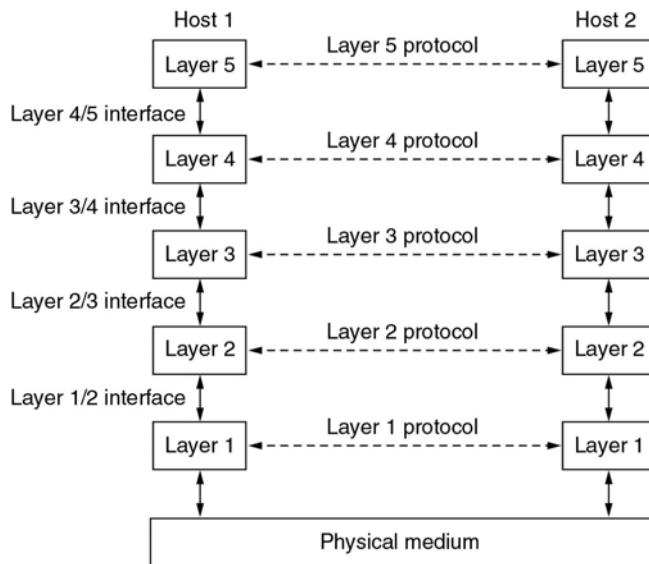 Host 1 Host 2
Layer 5 protocol
Layer 5 Layer 5
Layer 4/5 interface
Layer 4 protocol
Layer 4 Layer 4
Layer 3/4 interface
Layer 3 protocol
Layer 3 Layer 3
Layer 2/3 interface
Layer 2 protocol
Layer 2 Layer 2
Layer 1/2 interface
Layer 1 protocol
Layer 1 Layer 1
Physical medium